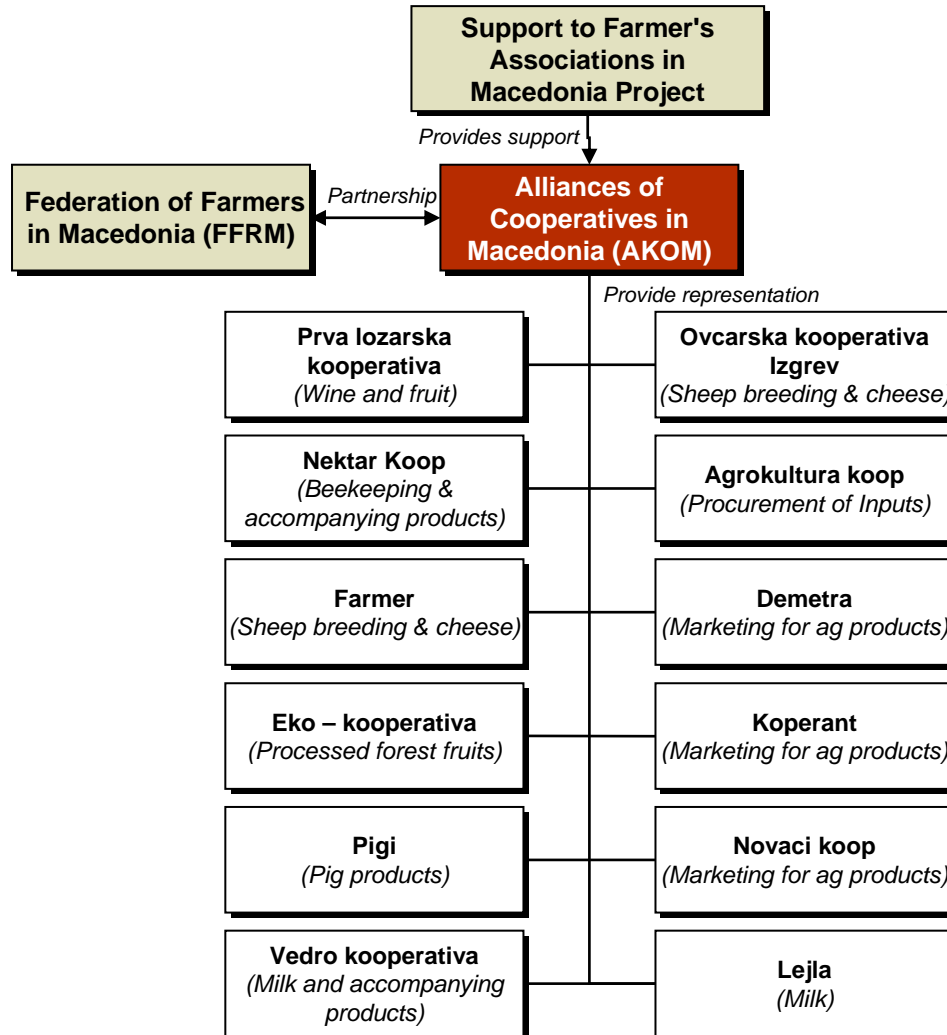 Support to Farmer's
Associations in
Macedonia Project
Provides support
Federation of Farmers
in Macedonia (FFRM)
Partnership
Alliances of
Cooperatives in
Macedonia (AKOM)
Provide representation
Prva lozarska
kooperativa
(Wine and fruit)
Ovcarska kooperativa
Izgrev
(Sheep breeding & cheese)
Nektar Koop
(Beekeeping &
accompanying products)
Agrokultura koop
(Procurement of Inputs)
Farmer
(Sheep breeding & cheese)
Demetra
(Marketing for ag products)
Eko – kooperativa
(Processed forest fruits)
Koperant
(Marketing for ag products)
Pigi
(Pig products)
Novaci koop
(Marketing for ag products)
Vedro kooperativa
(Milk and accompanying
products)
Lejla
(Milk)